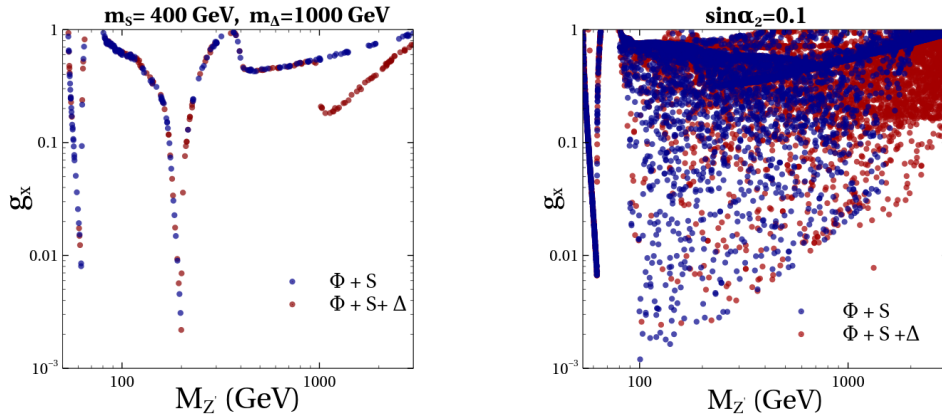 m_S= 400 GeV, m_Δ=1000 GeV
1
0.1
0.01
10⁻³
g_x
100
1000
M_Z' (GeV)
Φ + S
Φ + S+ Δ
sinα₂=0.1
1
0.1
0.01
10⁻³
g_x
100
1000
M_Z' (GeV)
Φ + S
Φ + S +Δ